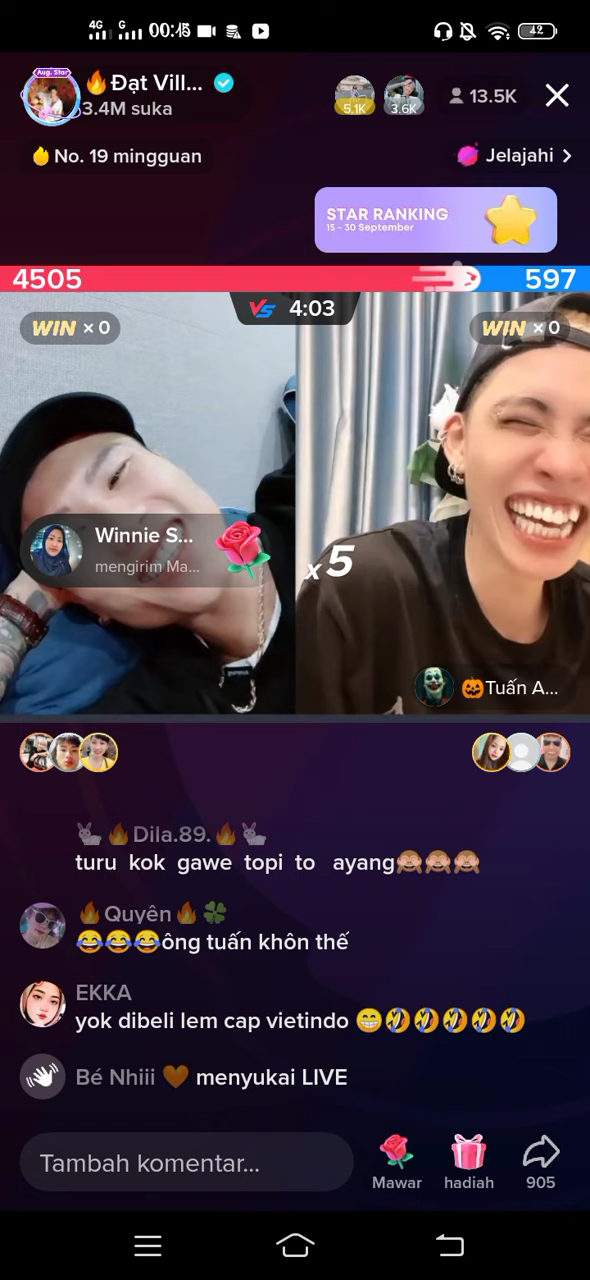 4G G 00:15 42
🔥Đạt Vill...
3.4M suka
5.1K 3.6K 13.5K
Aug. Star
No. 19 mingguan
Jelajahi
STAR RANKING
15 - 30 September
4505 597
VS 4:03
WIN × 0 WIN × 0
Winnie S...
mengirim Ma...
x5
🎃Tuấn A...
🐇🔥Dila.89.🔥🐇
turu kok gawe topi to ayang🙈🙈🙈
🔥Quyên🔥🍀
😂😂😂ông tuấn khôn thế
EKKA
yok dibeli lem cap vietindo 😁🤣🤣🤣🤣🤣
Bé Nhiii 🧡 menyukai LIVE
Tambah komentar...
Mawar hadiah 905